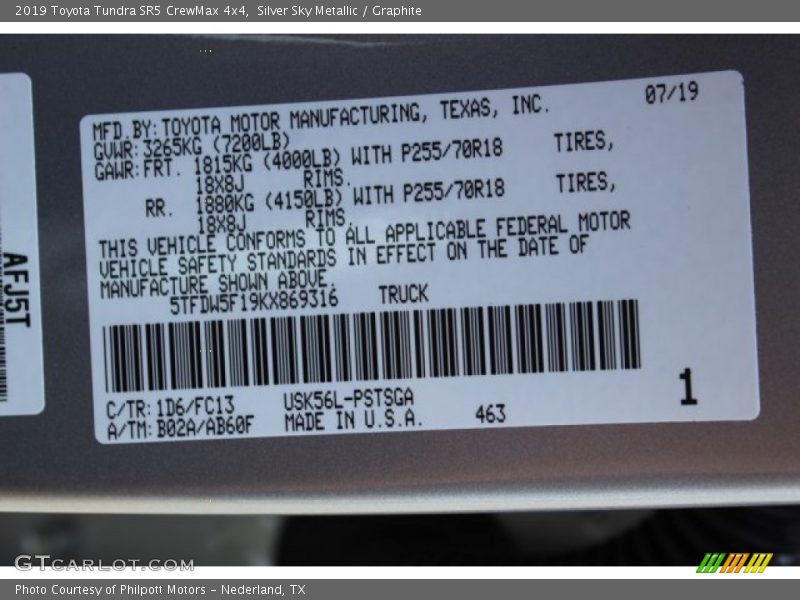 2019 Toyota Tundra SR5 CrewMax 4x4, Silver Sky Metallic / Graphite
07/19
MFD.BY: TOYOTA MOTOR MANUFACTURING, TEXAS, INC.
GVWR: 3265KG (7200LB)
GAWR: FRT. 1815KG (4000LB) WITH P255/70R18 TIRES,
18X8J RIMS.
RR. 1880KG (4150LB) WITH P255/70R18 TIRES,
18X8J RIMS.
THIS VEHICLE CONFORMS TO ALL APPLICABLE FEDERAL MOTOR
VEHICLE SAFETY STANDARDS IN EFFECT ON THE DATE OF
MANUFACTURE SHOWN ABOVE.
5TFDW5F19KX869316 TRUCK
AFJ5T
C/TR: 1D6/FC13 USK56L-PSTSGA
A/TM: B02A/AB60F MADE IN U.S.A. 463
1
GTCARLOT.COM
Photo Courtesy of Philpott Motors - Nederland, TX